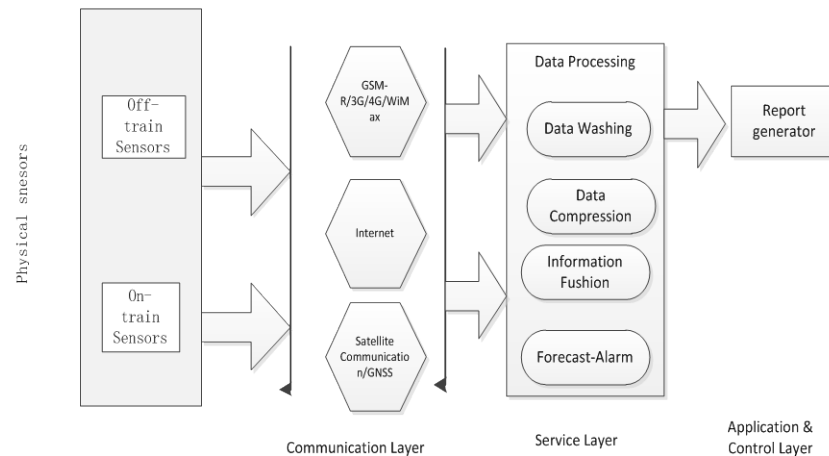 Physical snesors
Off-
train
Sensors
On-
train
Sensors
GSM-
R/3G/4G/WiM
ax
Internet
Satellite
Communicatio
n/GNSS
Communication Layer
Data Processing
Data Washing
Data
Compression
Information
Fushion
Forecast-Alarm
Service Layer
Report
generator
Application &
Control Layer